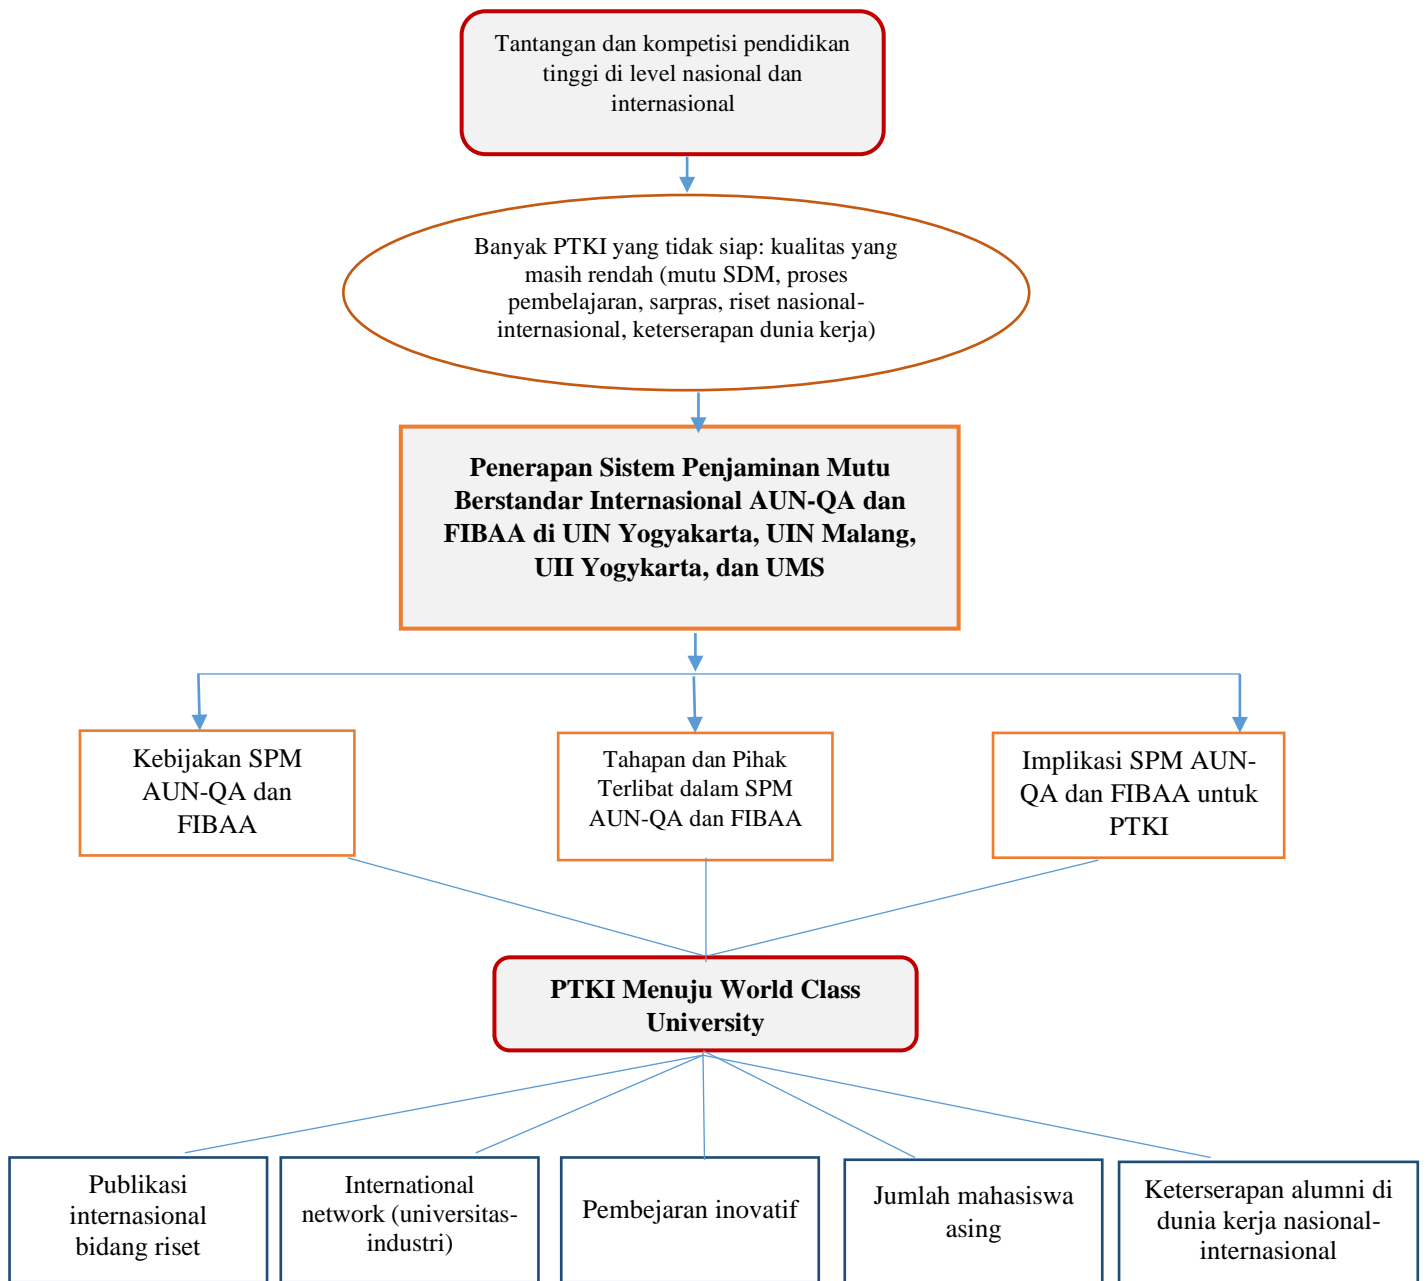 Tantangan dan kompetisi pendidikan
tinggi di level nasional dan
internasional
Banyak PTKI yang tidak siap: kualitas yang
masih rendah (mutu SDM, proses
pembelajaran, sarpras, riset nasional-
internasional, keterserapan dunia kerja)
Penerapan Sistem Penjaminan Mutu
Berstandar Internasional AUN-QA dan
FIBAA di UIN Yogyakarta, UIN Malang,
UII Yogykarta, dan UMS
Kebijakan SPM
AUN-QA dan
FIBAA
Tahapan dan Pihak
Terlibat dalam SPM
AUN-QA dan FIBAA
Implikasi SPM AUN-
QA dan FIBAA untuk
PTKI
PTKI Menuju World Class
University
Publikasi
internasional
bidang riset
International
network (universitas-
industri)
Pembejaran inovatif
Jumlah mahasiswa
asing
Keterserapan alumni di
dunia kerja nasional-
internasional